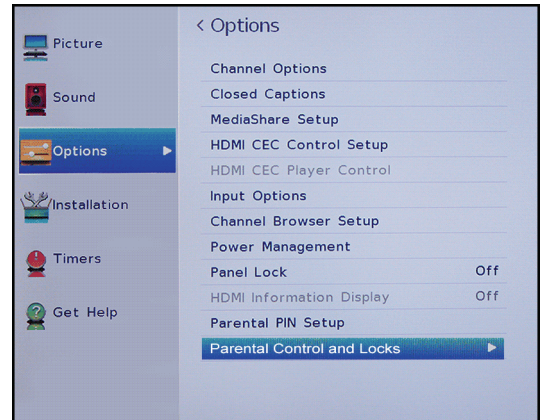 Picture
Sound
Options
Installation
Timers
Get Help
< Options
Channel Options
Closed Captions
MediaShare Setup
HDMI CEC Control Setup
HDMI CEC Player Control
Input Options
Channel Browser Setup
Power Management
Panel Lock Off
HDMI Information Display Off
Parental PIN Setup
Parental Control and Locks